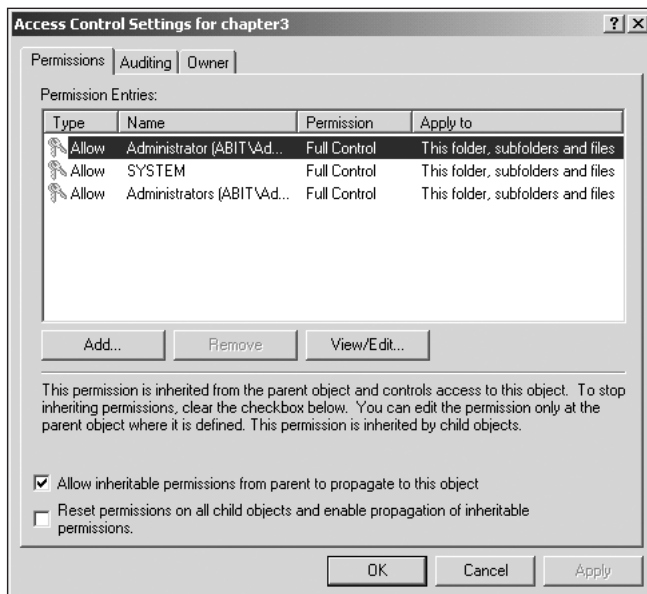 Access Control Settings for chapter3
Permissions Auditing Owner
Permission Entries:
Type Name Permission Apply to
Allow Administrator (ABIT\Ad... Full Control This folder, subfolders and files
Allow SYSTEM Full Control This folder, subfolders and files
Allow Administrators (ABIT\Ad... Full Control This folder, subfolders and files
Add... Remove View/Edit...
This permission is inherited from the parent object and controls access to this object. To stop
inheriting permissions, clear the checkbox below. You can edit the permission only at the
parent object where it is defined. This permission is inherited by child objects.
Allow inheritable permissions from parent to propagate to this object
Reset permissions on all child objects and enable propagation of inheritable
permissions.
OK Cancel Apply